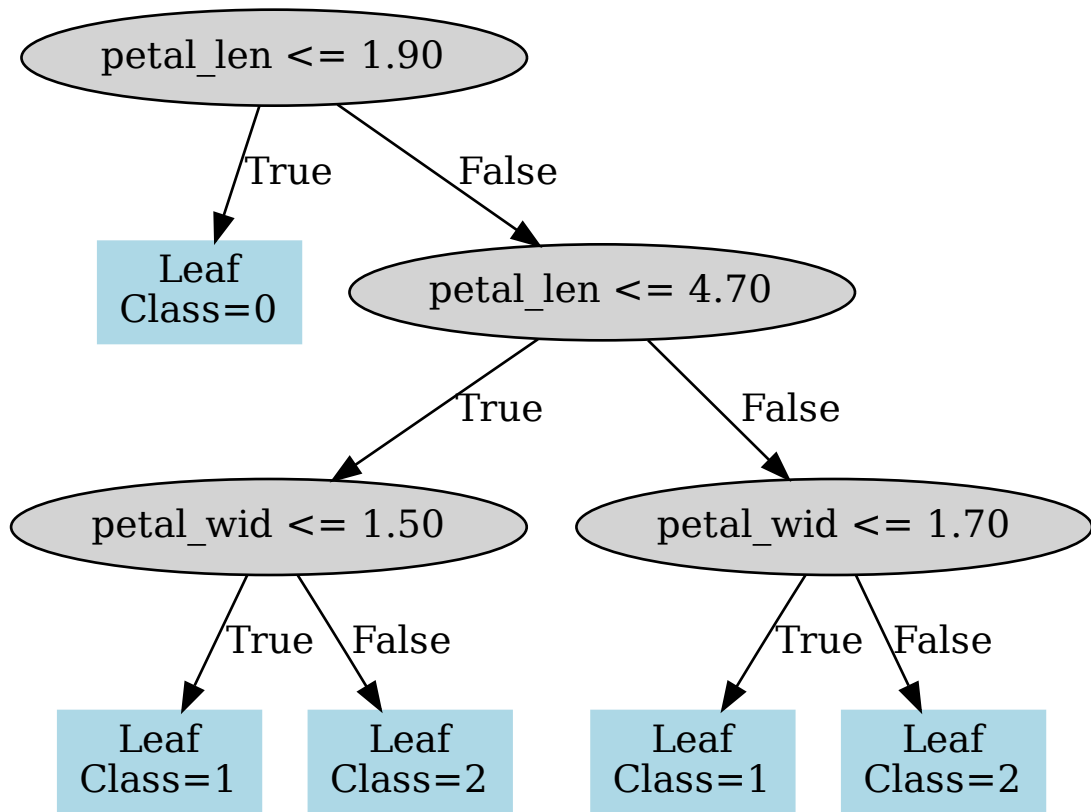 petal_len <= 1.90
True
False
Leaf
Class=0
petal_len <= 4.70
True
False
petal_wid <= 1.50
petal_wid <= 1.70
True
False
True
False
Leaf
Class=1
Leaf
Class=2
Leaf
Class=1
Leaf
Class=2